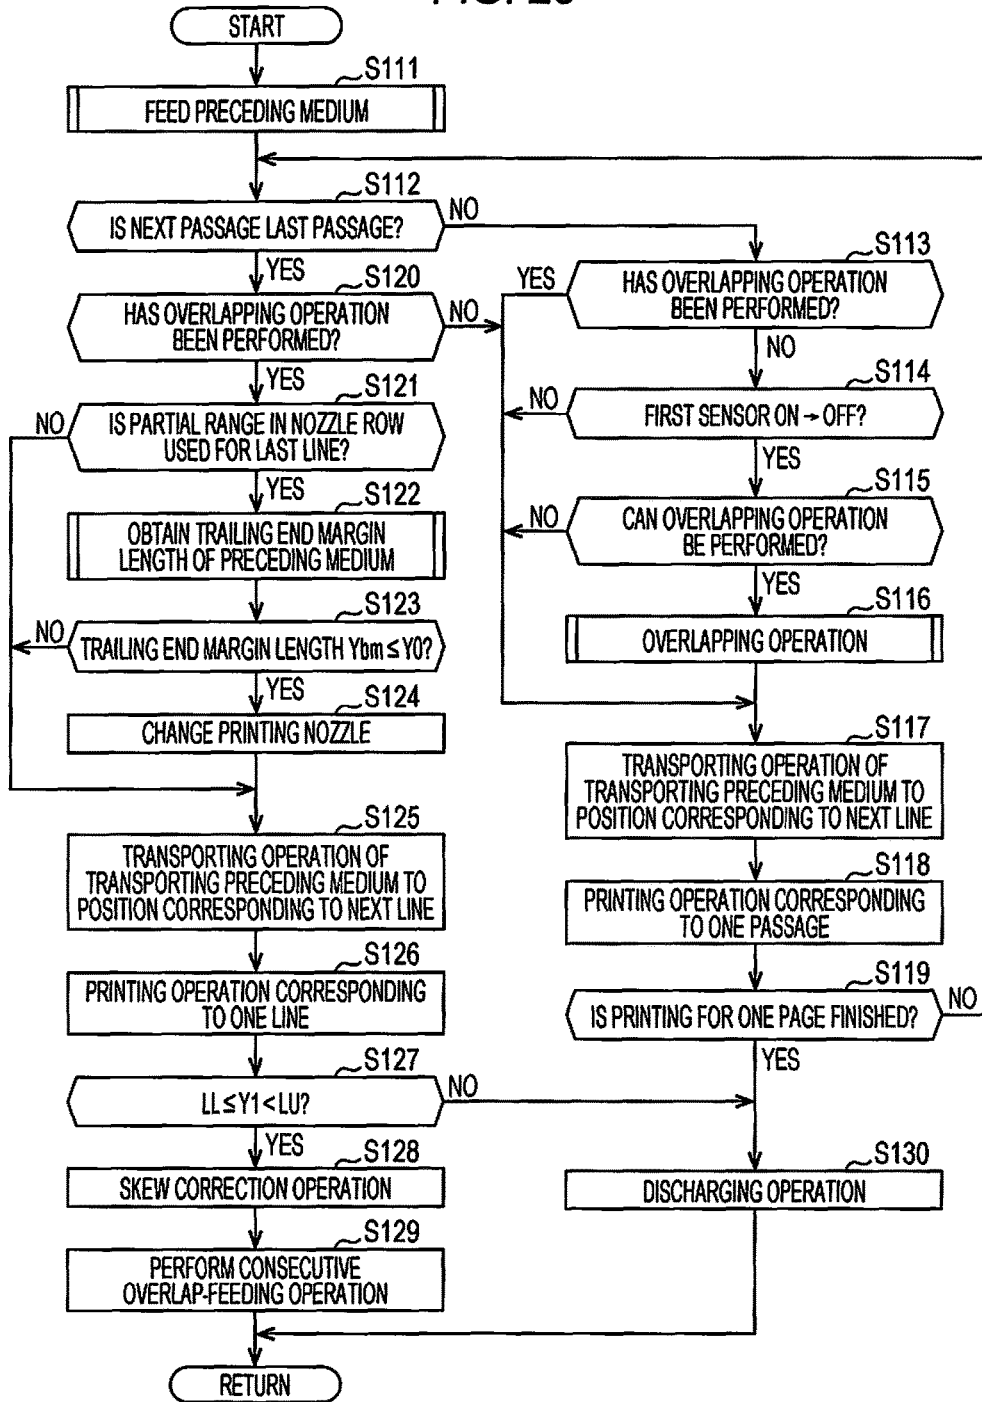 START
S111
FEED PRECEDING MEDIUM
S112
IS NEXT PASSAGE LAST PASSAGE?
NO
YES
S120
HAS OVERLAPPING OPERATION
BEEN PERFORMED?
NO
YES
S121
IS PARTIAL RANGE IN NOZZLE ROW
USED FOR LAST LINE?
NO
YES
S122
OBTAIN TRAILING END MARGIN
LENGTH OF PRECEDING MEDIUM
S123
TRAILING END MARGIN LENGTH Ybm ≤ Y0?
NO
YES
S124
CHANGE PRINTING NOZZLE
S125
TRANSPORTING OPERATION OF
TRANSPORTING PRECEDING MEDIUM TO
POSITION CORRESPONDING TO NEXT LINE
S126
PRINTING OPERATION CORRESPONDING
TO ONE LINE
S127
LL ≤ Y1 < LU?
NO
YES
S128
SKEW CORRECTION OPERATION
S129
PERFORM CONSECUTIVE
OVERLAP-FEEDING OPERATION
RETURN
S113
HAS OVERLAPPING OPERATION
BEEN PERFORMED?
YES
NO
S114
FIRST SENSOR ON → OFF?
NO
YES
S115
CAN OVERLAPPING OPERATION
BE PERFORMED?
NO
YES
S116
OVERLAPPING OPERATION
S117
TRANSPORTING OPERATION OF
TRANSPORTING PRECEDING MEDIUM TO
POSITION CORRESPONDING TO NEXT LINE
S118
PRINTING OPERATION CORRESPONDING
TO ONE PASSAGE
S119
IS PRINTING FOR ONE PAGE FINISHED?
NO
YES
S130
DISCHARGING OPERATION